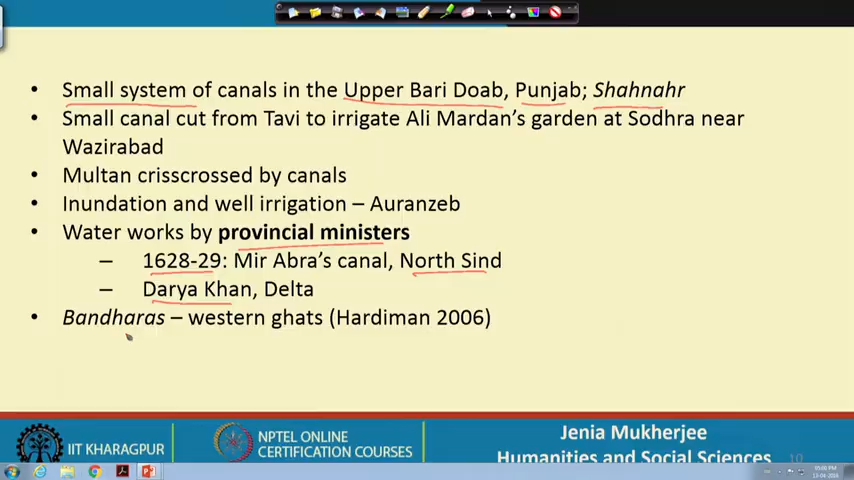 • Small system of canals in the Upper Bari Doab, Punjab; Shahnahr
• Small canal cut from Tavi to irrigate Ali Mardan's garden at Sodhra near
Wazirabad
• Multan crisscrossed by canals
• Inundation and well irrigation – Auranzeb
• Water works by provincial ministers
– 1628-29: Mir Abra's canal, North Sind
– Darya Khan, Delta
• Bandharas – western ghats (Hardiman 2006)
IIT KHARAGPUR
NPTEL ONLINE
CERTIFICATION COURSES
Jenia Mukherjee
Humanities and Social Sciences
10